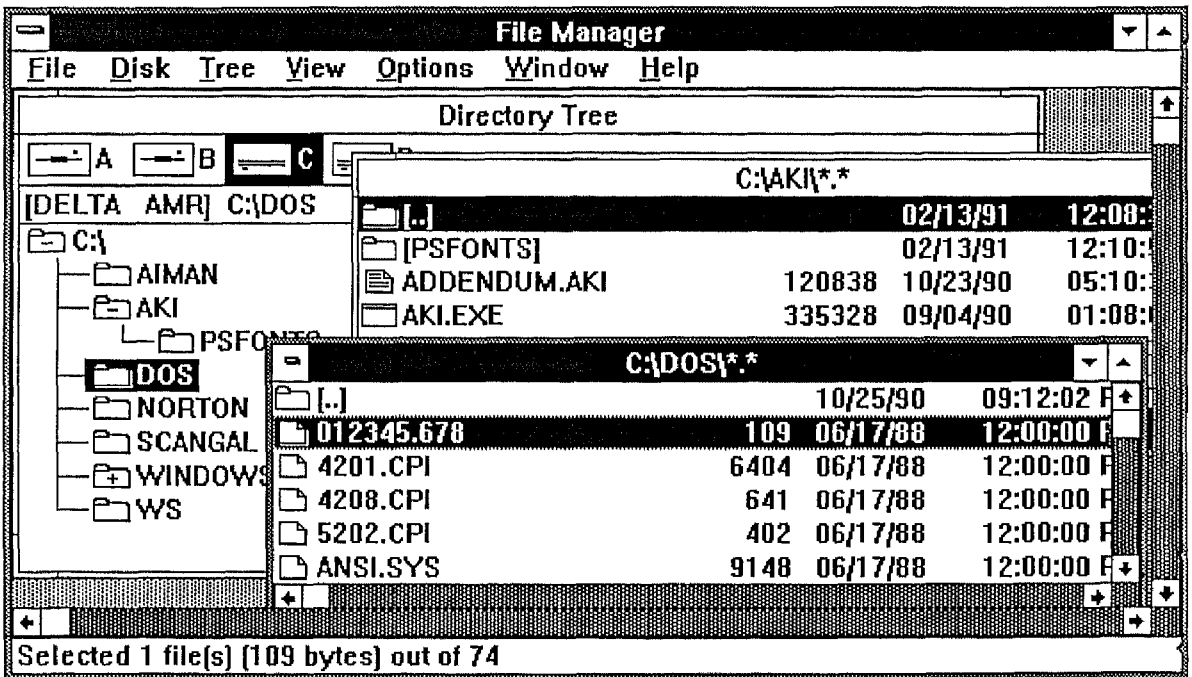 File Manager
File Disk Tree View Options Window Help
Directory Tree
A B C
[DELTA AMR] C:\DOS
C:\
AIMAN
AKI
DOS
NORTON
SCANGAL
WINDOWS
WS
C:\AKI\*.*
[..] 02/13/91
[PSFONTS] 02/13/91
ADDENDUM.AKI 120838 10/23/90
AKI.EXE 335328 09/04/90
C:\DOS\*.*
[..] 10/25/90 09:12:02
012345.678 109 06/17/88 12:00:00
4201.CPI 6404 06/17/88 12:00:00
4208.CPI 641 06/17/88 12:00:00
5202.CPI 402 06/17/88 12:00:00
ANSI.SYS 9148 06/17/88 12:00:00
Selected 1 file(s) (109 bytes) out of 74